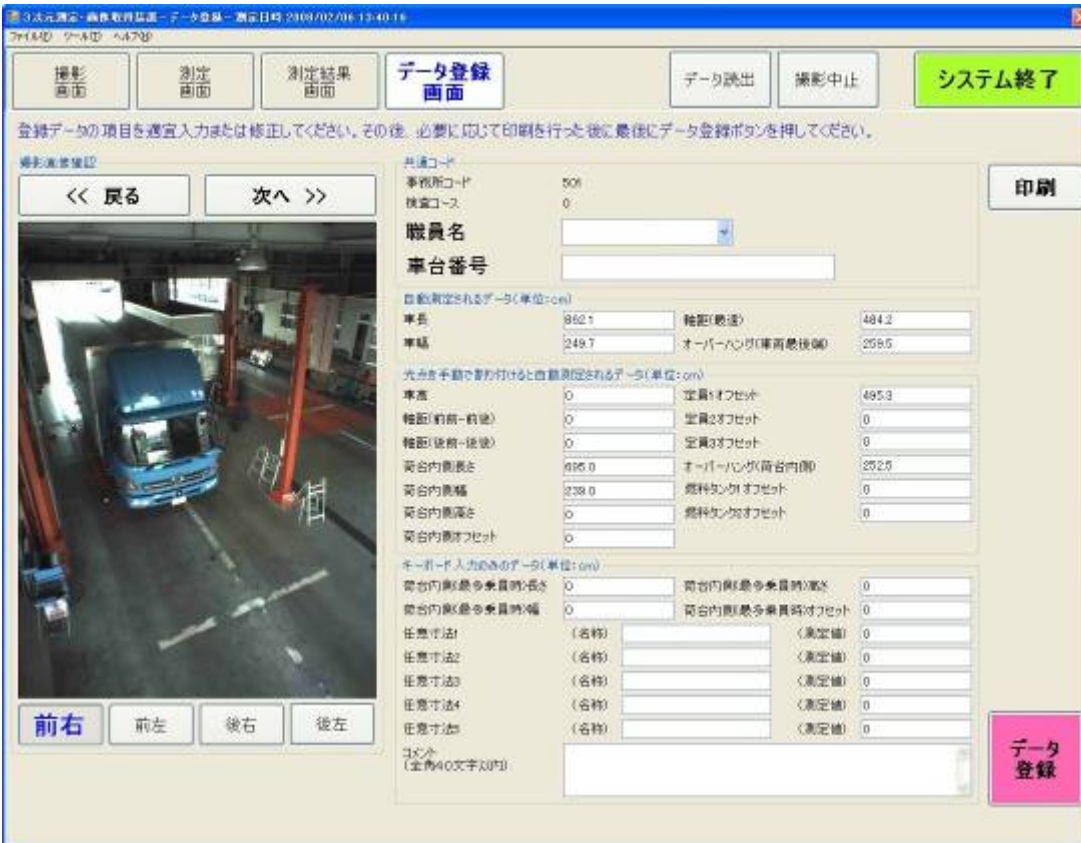 3次元測定・画像取得装置 - データ登録 - 測定日時 2008/02/06 13:40:16
ファイル(F) ツール(T) ヘルプ(H)
撮影画面 測定画面 測定結果画面 データ登録画面 データ読出 撮影中止 システム終了
登録データの項目を適宜入力または修正してください。その後、必要に応じて印刷を行った後に最後にデータ登録ボタンを押してください。
撮影画像確認
<< 戻る 次へ >>
前右 前左 後右 後左
共通コード
事務所コード 501
検査コース 0
職員名
車台番号
印刷
自動測定されるデータ(単位:cm)
車長 862.1 軸距(最遠) 484.2
車幅 249.7 オーバーハング(車両最後端) 259.5
光点を手動で割り付けると自動測定されるデータ(単位:cm)
車高 0 定員1オフセット 495.3
軸距(前前-前後) 0 定員2オフセット 0
軸距(後前-後後) 0 定員3オフセット 0
荷台内側長さ 695.0 オーバーハング(荷台内側) 252.5
荷台内側幅 239.0 燃料タンク1オフセット 0
荷台内側高さ 0 燃料タンク2オフセット 0
荷台内側オフセット 0
キーボード入力のみのデータ(単位:cm)
荷台内側(最多乗員時)長さ 0 荷台内側(最多乗員時)高さ 0
荷台内側(最多乗員時)幅 0 荷台内側(最多乗員時)オフセット 0
任意寸法1 (名称) (測定値) 0
任意寸法2 (名称) (測定値) 0
任意寸法3 (名称) (測定値) 0
任意寸法4 (名称) (測定値) 0
任意寸法5 (名称) (測定値) 0
コメント
(全角40文字以内)
データ登録